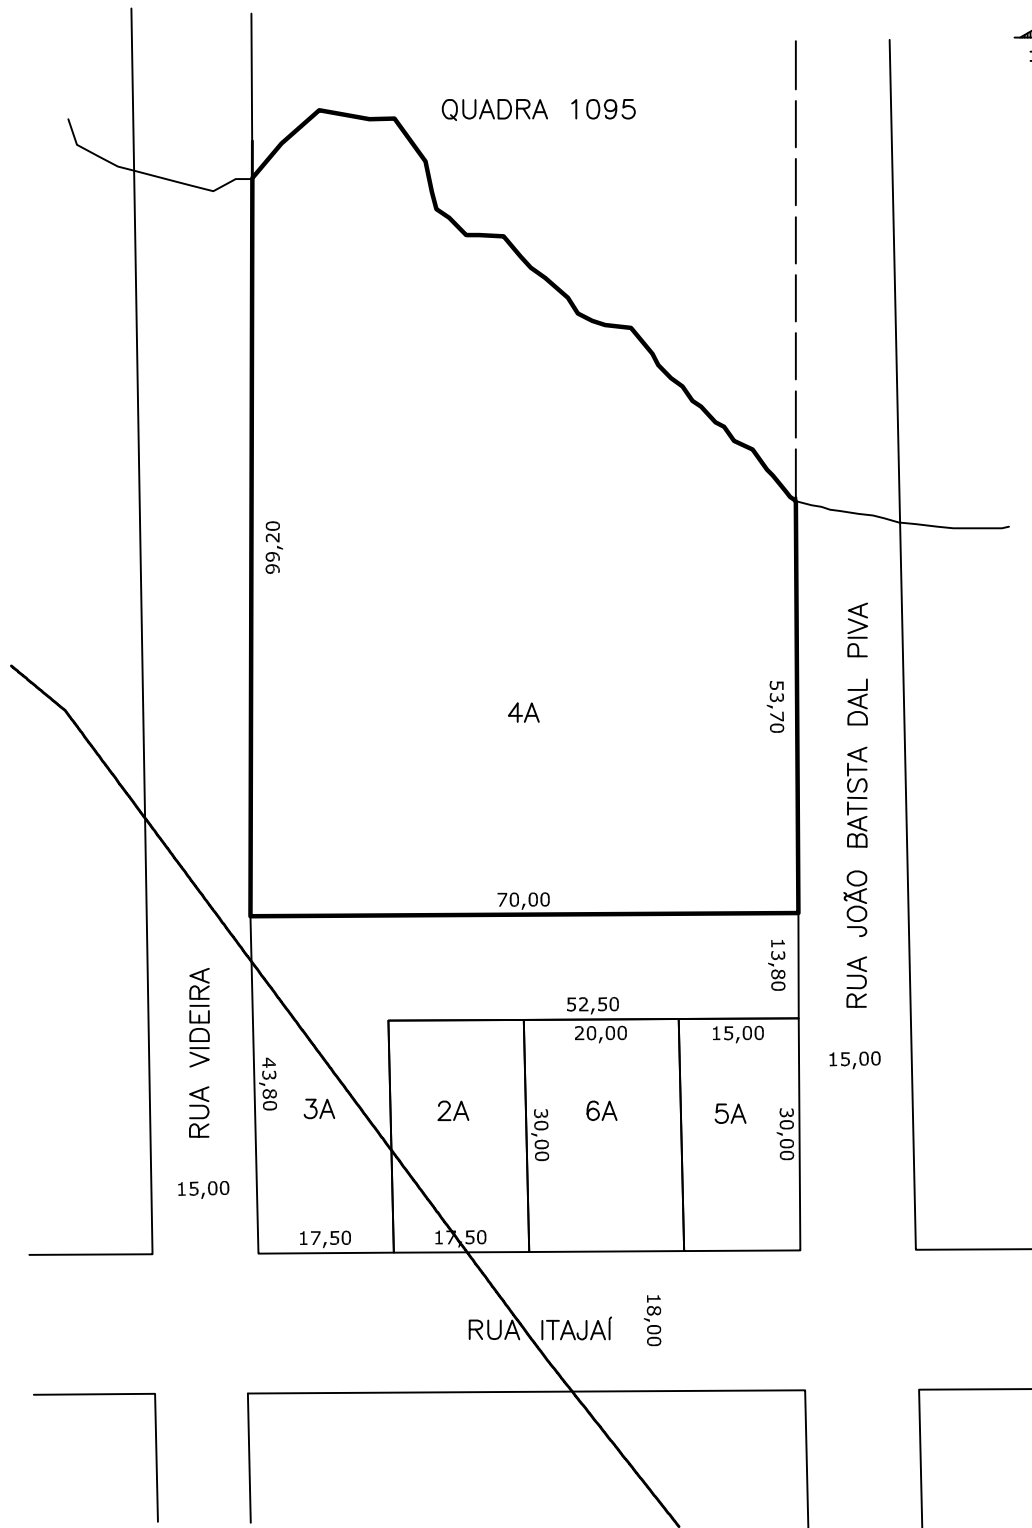 QUADRA 1095
99,20
53,70
4A
RUA JOÃO BATISTA DAL PIVA
70,00
13,80
52,50
20,00
15,00
RUA VIDEIRA
43,80
3A
2A
30,00
6A
5A
30,00
15,00
15,00
17,50
17,50
RUA ITAJAÍ
18,00